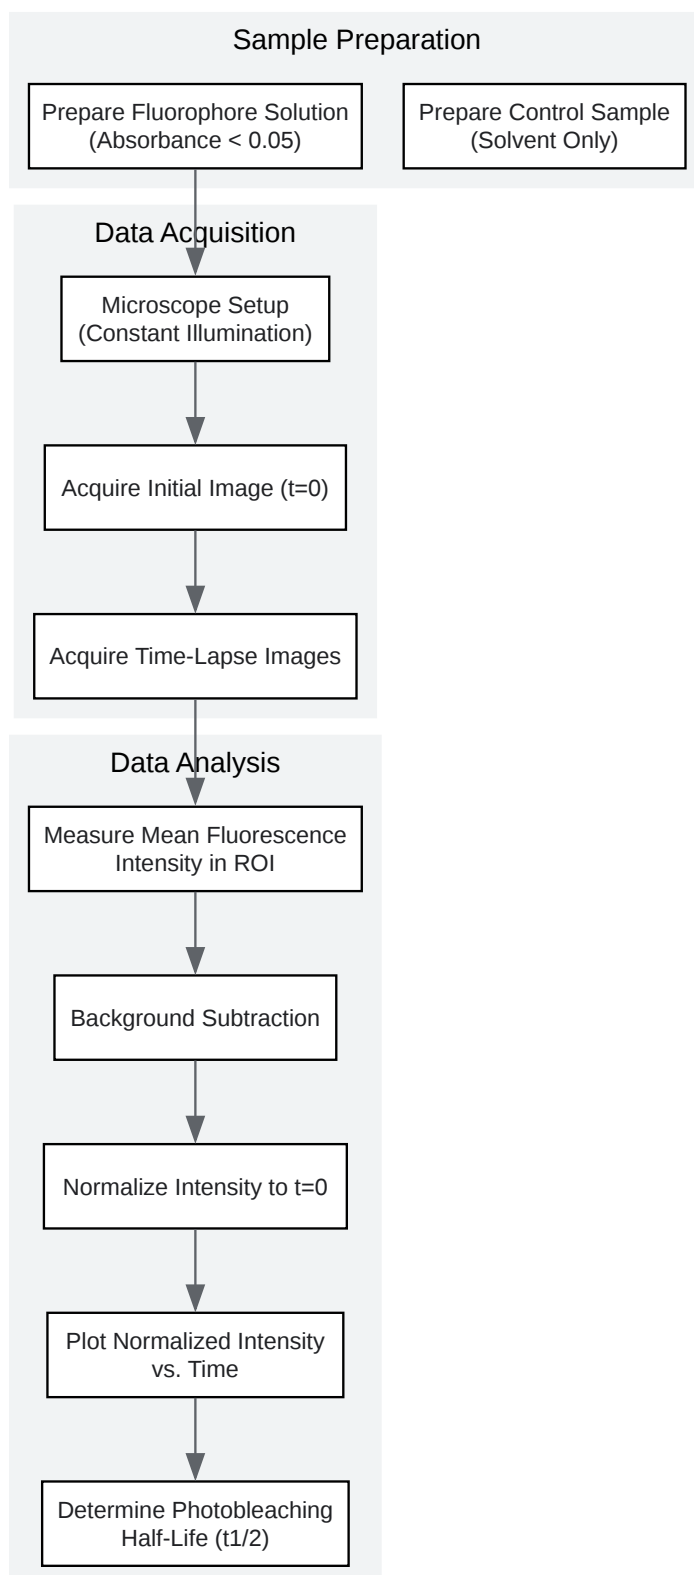 Sample Preparation
Prepare Fluorophore Solution
(Absorbance < 0.05)
Prepare Control Sample
(Solvent Only)
Data Acquisition
Microscope Setup
(Constant Illumination)
Acquire Initial Image (t=0)
Acquire Time-Lapse Images
Data Analysis
Measure Mean Fluorescence
Intensity in ROI
Background Subtraction
Normalize Intensity to t=0
Plot Normalized Intensity
vs. Time
Determine Photobleaching
Half-Life (t1/2)